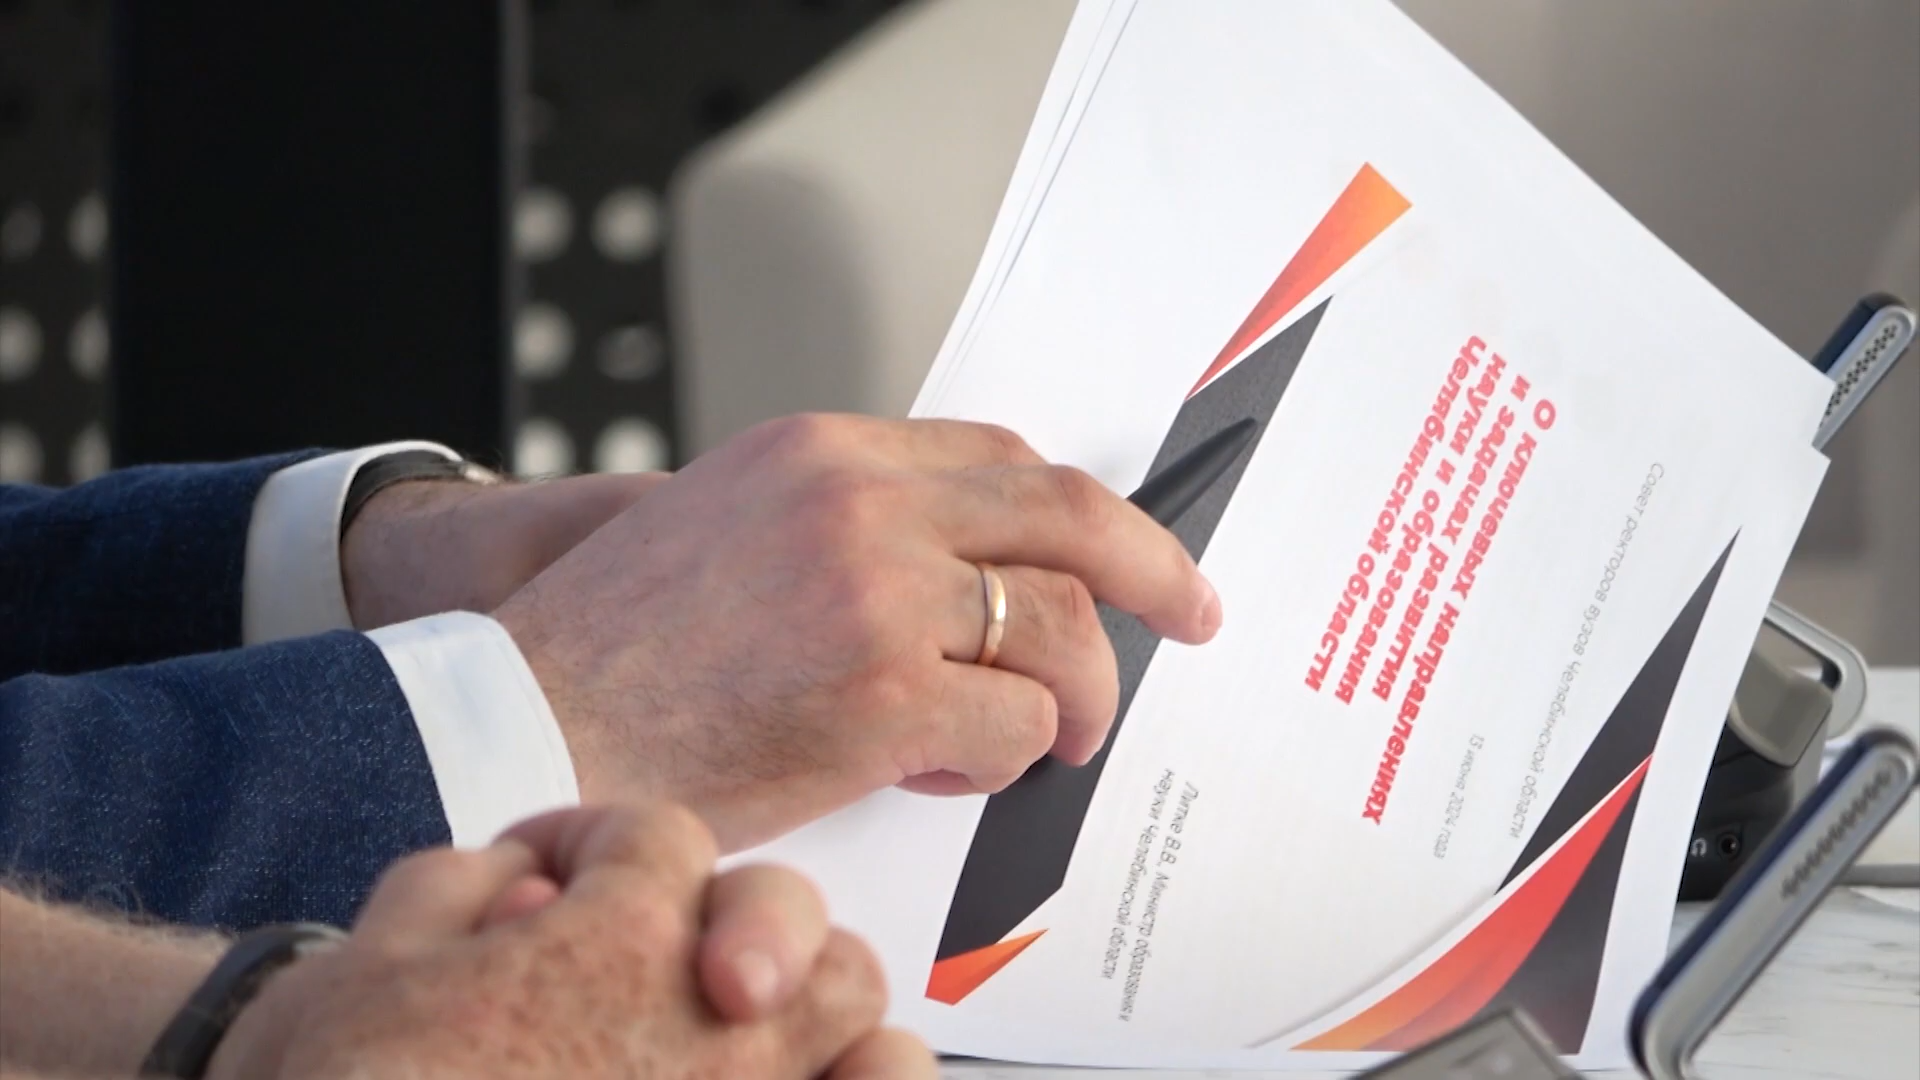 Совет ректоров вузов Челябинской области
О ключевых направлениях
и задачах развития
науки и образования
Челябинской области
13 июня 2024 года
Литке В.В. Министр образования и
науки Челябинской области
G